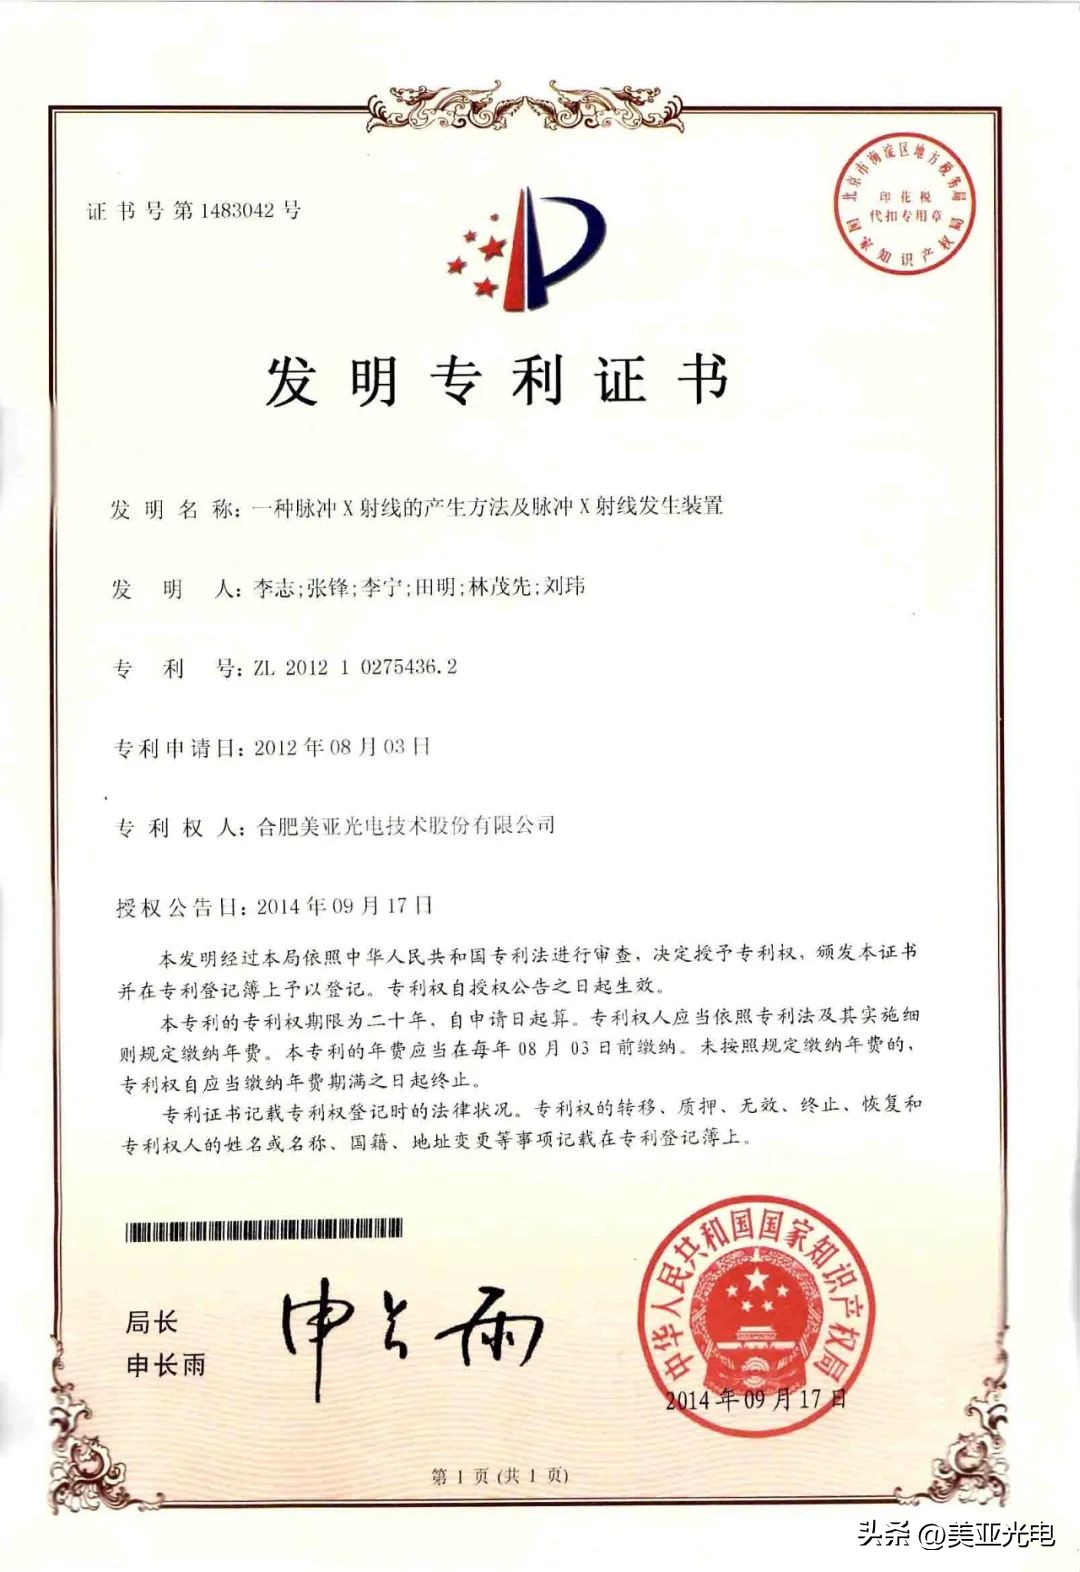 证书号第1483042号
北京市海淀区地方税务局
印花税
代扣专用章
国家知识产权局
发明专利证书
发明名称：一种脉冲X射线的产生方法及脉冲X射线发生装置
发明人：李志;张锋;李宁;田明;林茂先;刘玮
专利号：ZL 2012 1 0275436.2
专利申请日：2012年08月03日
专利权人：合肥美亚光电技术股份有限公司
授权公告日：2014年09月17日
本发明经过本局依照中华人民共和国专利法进行审查，决定授予专利权，颁发本证书
并在专利登记簿上予以登记。专利权自授权公告之日起生效。
本专利的专利权期限为二十年，自申请日起算。专利权人应当依照专利法及其实施细
则规定缴纳年费。本专利的年费应当在每年08月03日前缴纳。未按照规定缴纳年费的，
专利权自应当缴纳年费期满之日起终止。
专利证书记载专利权登记时的法律状况。专利权的转移、质押、无效、终止、恢复和
专利权人的姓名或名称、国籍、地址变更等事项记载在专利登记簿上。
局长
申长雨
申长雨
中华人民共和国国家知识产权局
2014年09月17日
第1页(共1页)
头条 @美亚光电